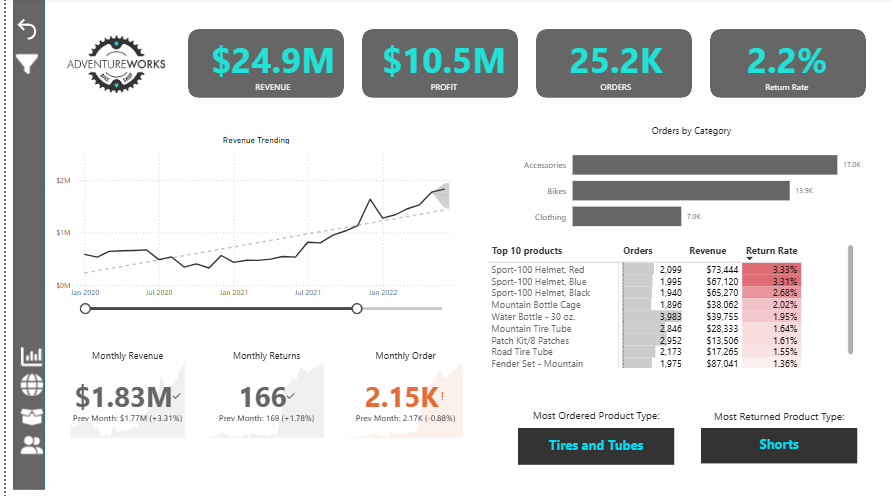 ADVENTUREWORKS
BIKE SHOP
$24.9M
REVENUE
$10.5M
PROFIT
25.2K
ORDERS
2.2%
Return Rate
Revenue Trending
$2M
$1M
$0M
Jan 2020 Jul 2020 Jan 2021 Jul 2021 Jan 2022
Orders by Category
Accessories 17.0K
Bikes 13.9K
Clothing 7.0K
Top 10 products Orders Revenue Return Rate
Sport-100 Helmet, Red 2,099 $73,444 3.33%
Sport-100 Helmet, Blue 1,995 $67,120 3.31%
Sport-100 Helmet, Black 1,940 $65,270 2.68%
Mountain Bottle Cage 1,896 $38,062 2.02%
Water Bottle - 30 oz. 3,983 $39,755 1.95%
Mountain Tire Tube 2,846 $28,333 1.64%
Patch Kit/8 Patches 2,952 $13,506 1.61%
Road Tire Tube 2,173 $17,265 1.55%
Fender Set - Mountain 1,975 $87,041 1.36%
Monthly Revenue
$1.83M
Prev Month: $1.77M (+3.31%)
Monthly Returns
166
Prev Month: 169 (+1.78%)
Monthly Order
2.15K!
Prev Month: 2.17K (-0.88%)
Most Ordered Product Type:
Tires and Tubes
Most Returned Product Type:
Shorts